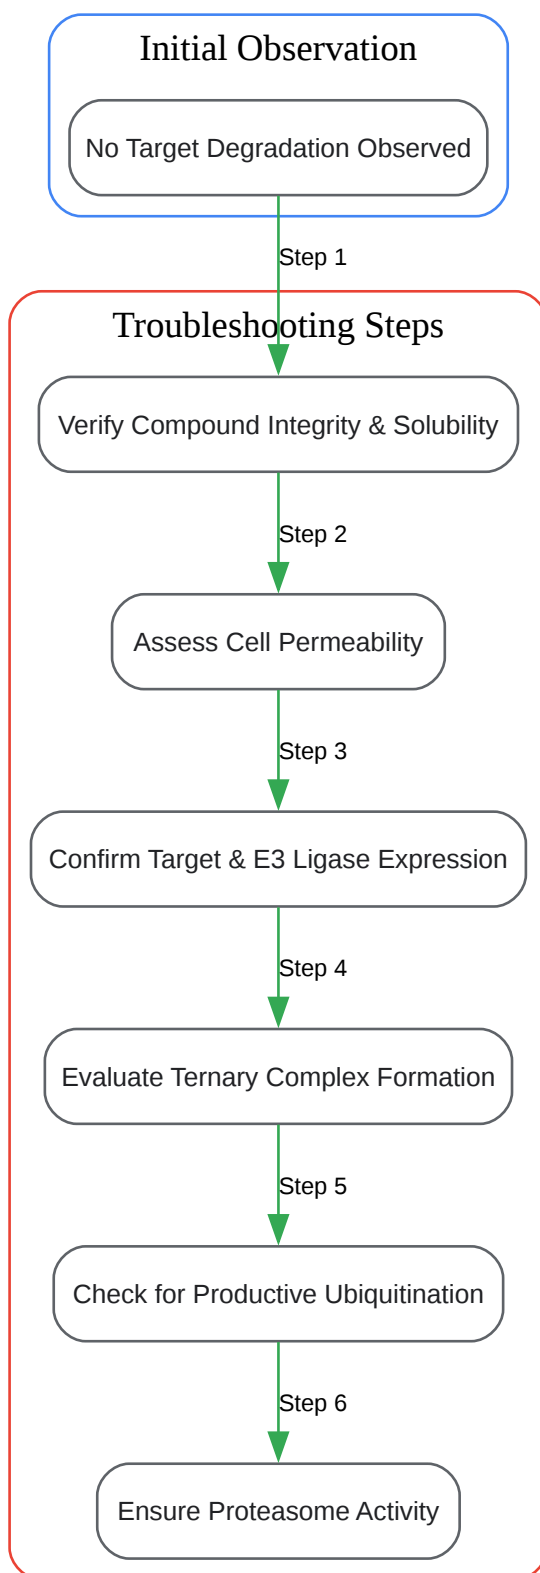 Initial Observation
No Target Degradation Observed
Step 1
Troubleshooting Steps
Verify Compound Integrity & Solubility
Step 2
Assess Cell Permeability
Step 3
Confirm Target & E3 Ligase Expression
Step 4
Evaluate Ternary Complex Formation
Step 5
Check for Productive Ubiquitination
Step 6
Ensure Proteasome Activity